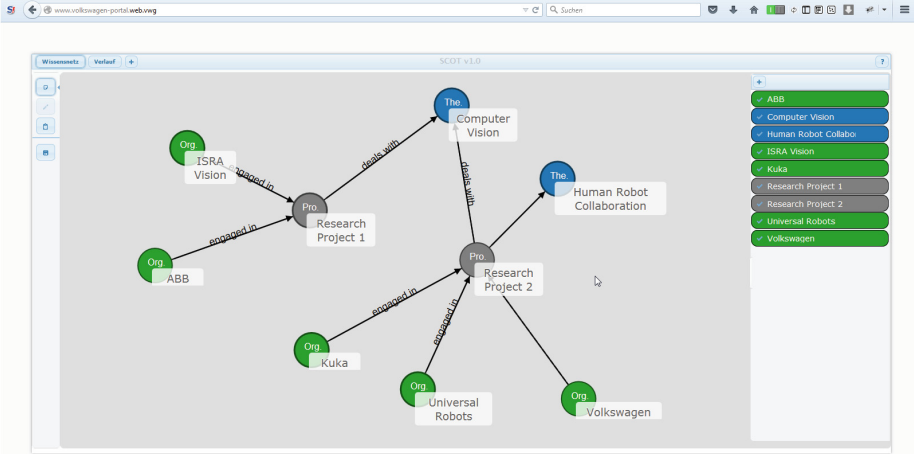 www.volkswagen-portal.web.vwg
Suchen
Wissensnetz
Verlauf
+
SCOT v1.0
?
The.
Computer
Vision
Org.
ISRA
Vision
engaged in
deals with
deals with
The.
Human Robot
Collaboration
Pro.
Research
Project 1
engaged in
Org.
ABB
Pro.
Research
Project 2
engaged in
engaged in
Org.
Kuka
Org.
Universal
Robots
Org.
Volkswagen
+
ABB
Computer Vision
Human Robot Collabo
ISRA Vision
Kuka
Research Project 1
Research Project 2
Universal Robots
Volkswagen